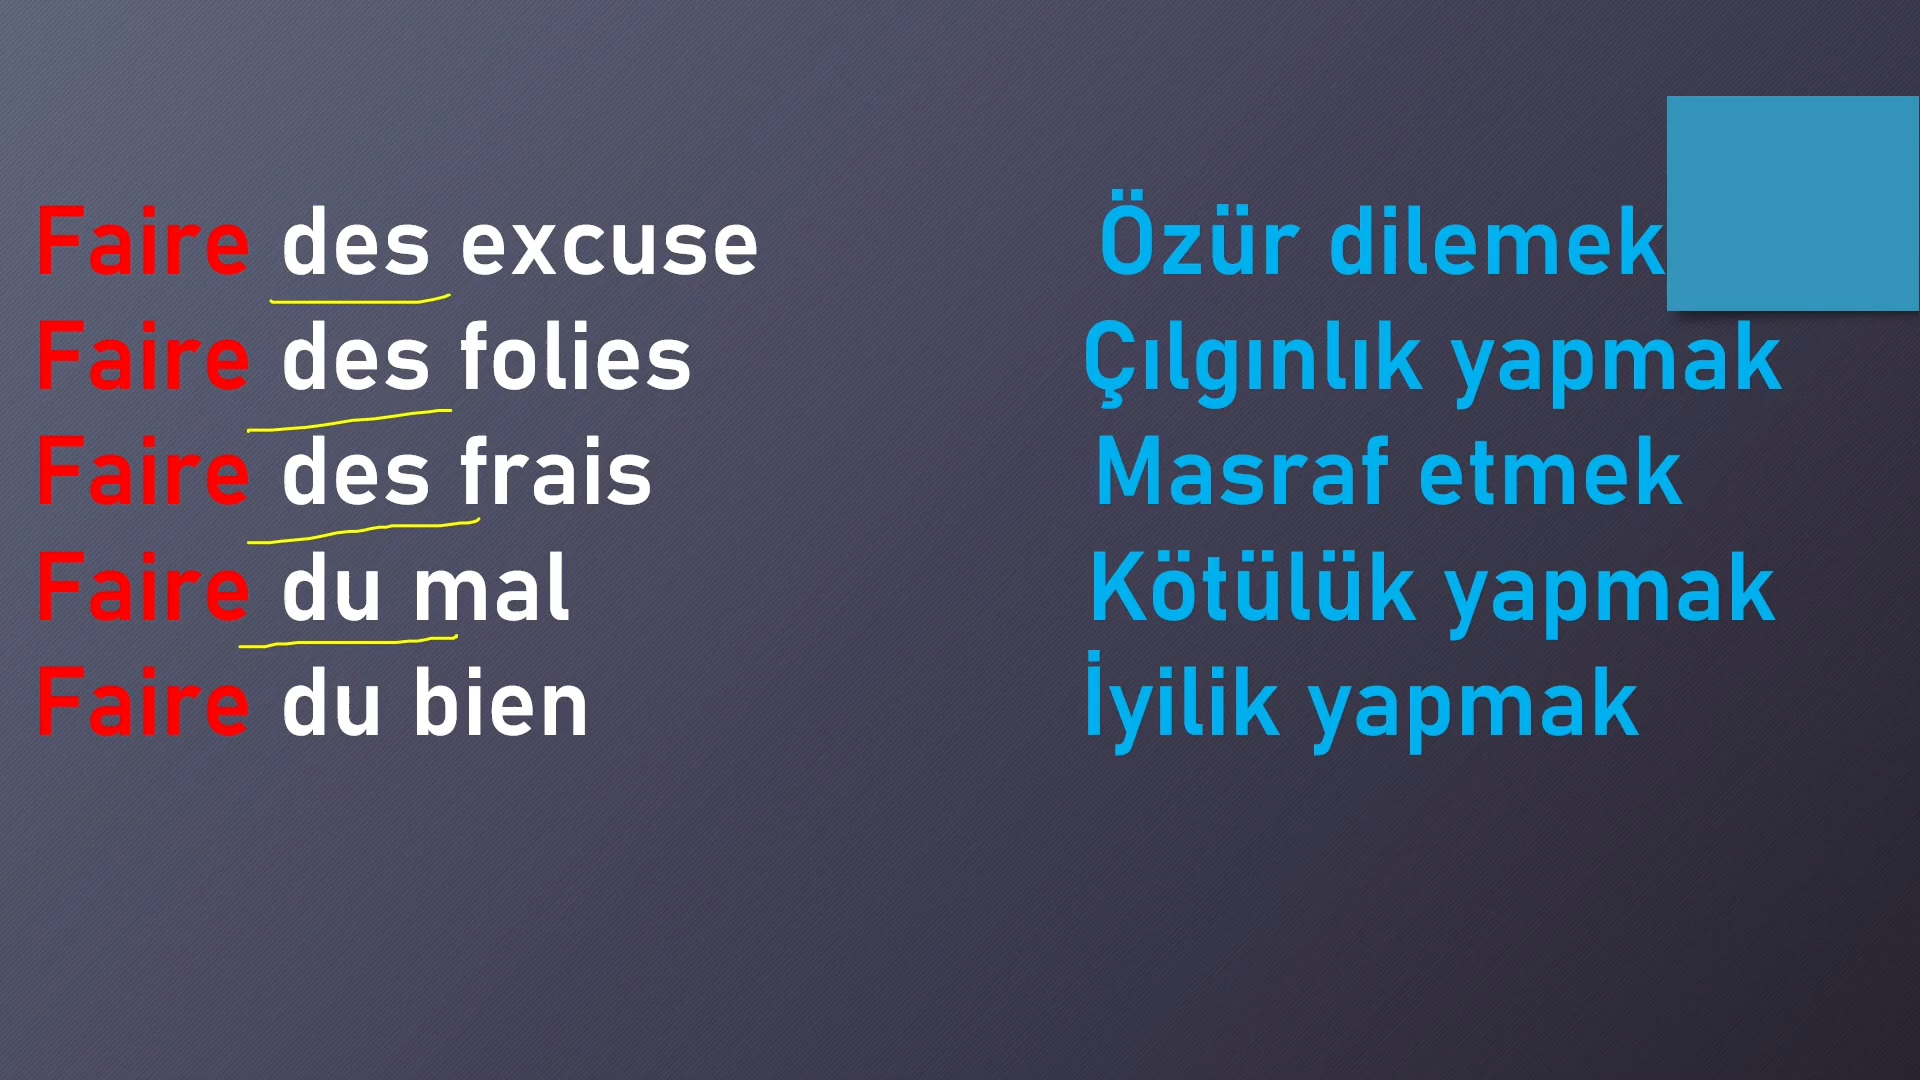 Faire des excuse Özür dilemek
Faire des folies Çılgınlık yapmak
Faire des frais Masraf etmek
Faire du mal Kötülük yapmak
Faire du bien İyilik yapmak